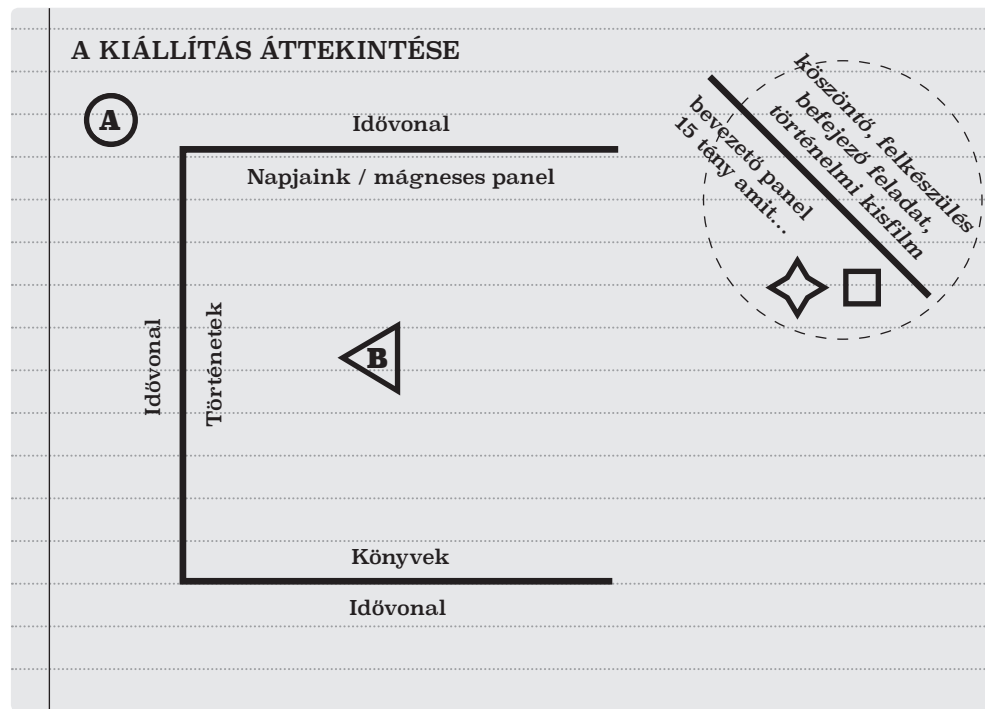 A KIÁLLÍTÁS ÁTTEKINTÉSE
A
Idővonal
Napjaink / mágneses panel
köszöntő, felkészülés
befejező feladat,
történelmi kisfilm
bevezető panel
15 tény amit...
Idővonal
Történetek
B
Könyvek
Idővonal